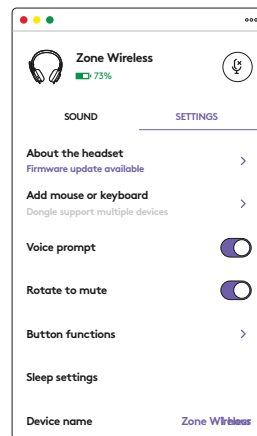 Zone Wireless
73%
SOUND SETTINGS
About the headset
Firmware update available
Add mouse or keyboard
Dongle support multiple devices
Voice prompt
Rotate to mute
Button functions
Sleep settings
Device name Zone